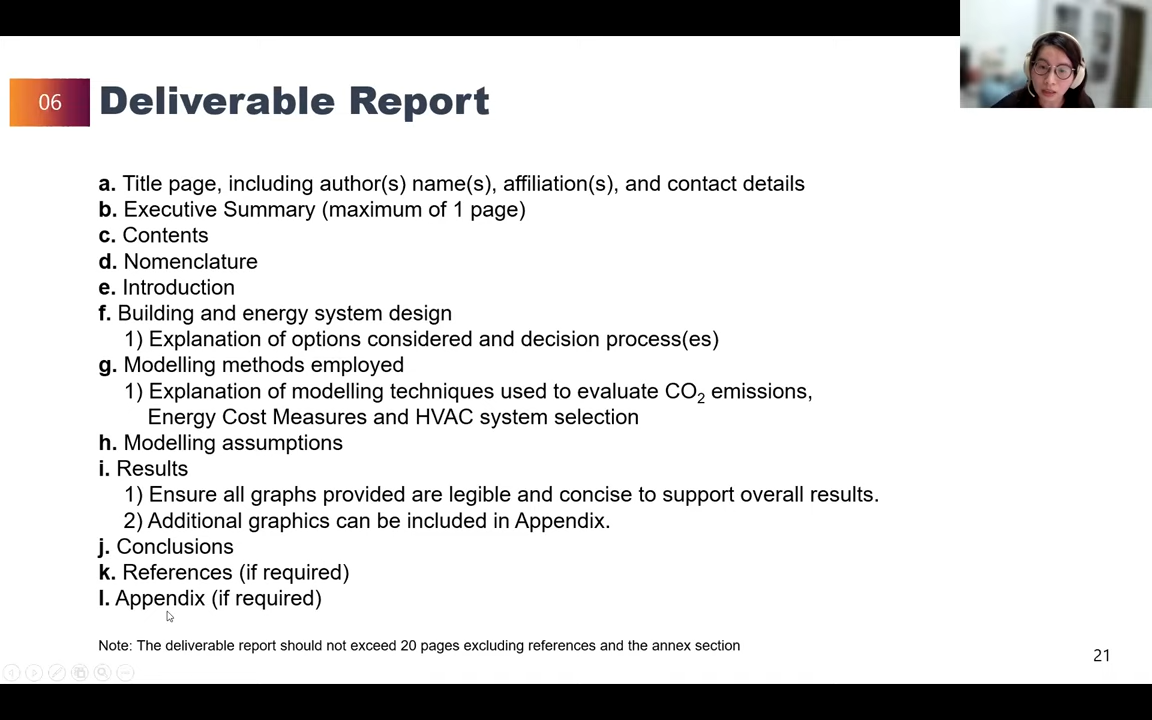 06
Deliverable Report
a. Title page, including author(s) name(s), affiliation(s), and contact details
b. Executive Summary (maximum of 1 page)
c. Contents
d. Nomenclature
e. Introduction
f. Building and energy system design
1) Explanation of options considered and decision process(es)
g. Modelling methods employed
1) Explanation of modelling techniques used to evaluate CO₂ emissions,
Energy Cost Measures and HVAC system selection
h. Modelling assumptions
i. Results
1) Ensure all graphs provided are legible and concise to support overall results.
2) Additional graphics can be included in Appendix.
j. Conclusions
k. References (if required)
l. Appendix (if required)
Note: The deliverable report should not exceed 20 pages excluding references and the annex section
21